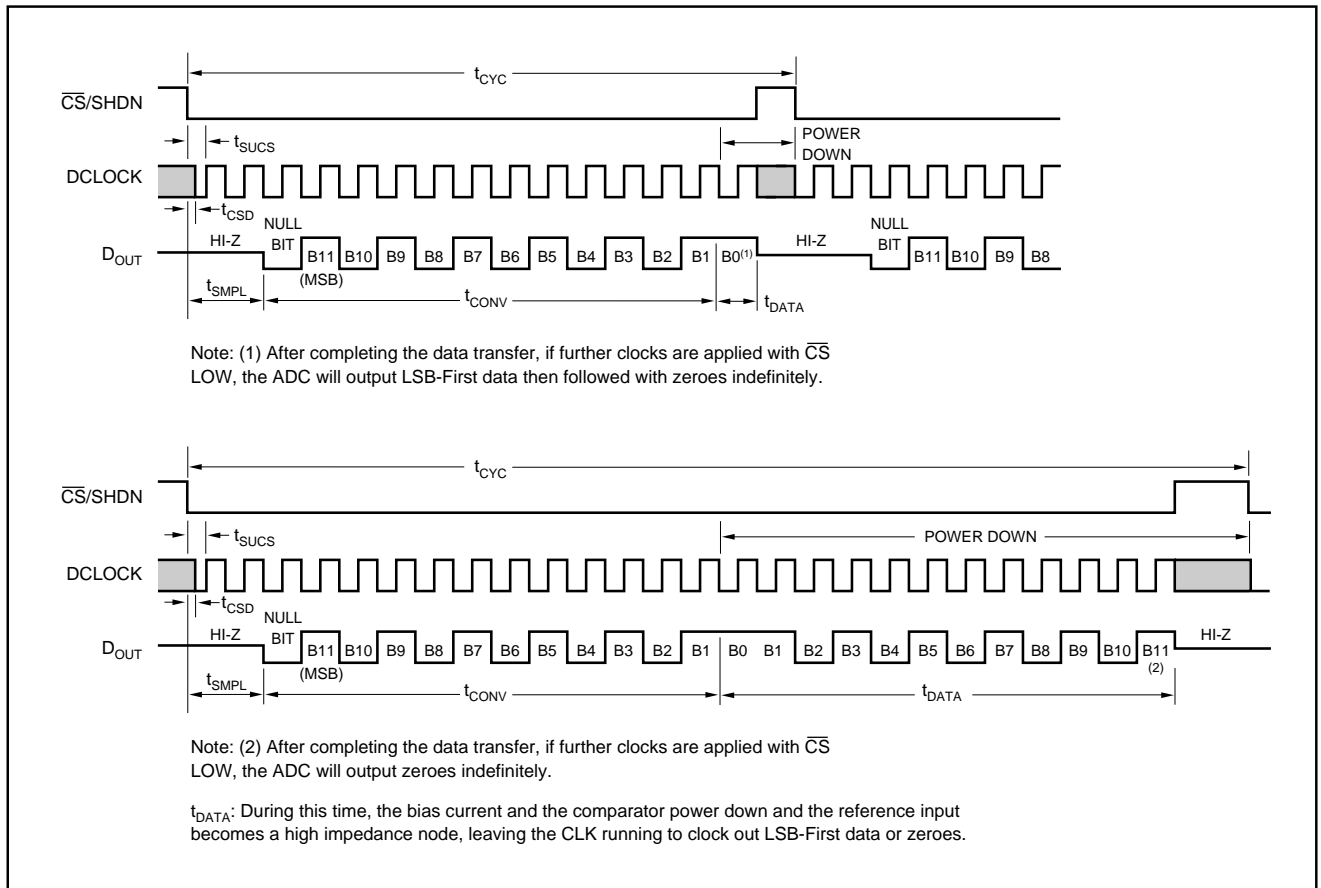 tCYC
CS/SHDN
tSUCS
POWER
DOWN
DCLOCK
tCSD
NULL
BIT
HI-Z
HI-Z
NULL
BIT
DOUT
B11 B10 B9 B8 B7 B6 B5 B4 B3 B2 B1 B0(1)
B11 B10 B9 B8
(MSB)
tSMPL
tCONV
tDATA
Note: (1) After completing the data transfer, if further clocks are applied with CS
LOW, the ADC will output LSB-First data then followed with zeroes indefinitely.
tCYC
CS/SHDN
tSUCS
POWER DOWN
DCLOCK
tCSD
NULL
BIT
HI-Z
HI-Z
DOUT
B11 B10 B9 B8 B7 B6 B5 B4 B3 B2 B1 B0 B1 B2 B3 B4 B5 B6 B7 B8 B9 B10 B11
(MSB)
(2)
tSMPL
tCONV
tDATA
Note: (2) After completing the data transfer, if further clocks are applied with CS
LOW, the ADC will output zeroes indefinitely.
tDATA: During this time, the bias current and the comparator power down and the reference input
becomes a high impedance node, leaving the CLK running to clock out LSB-First data or zeroes.